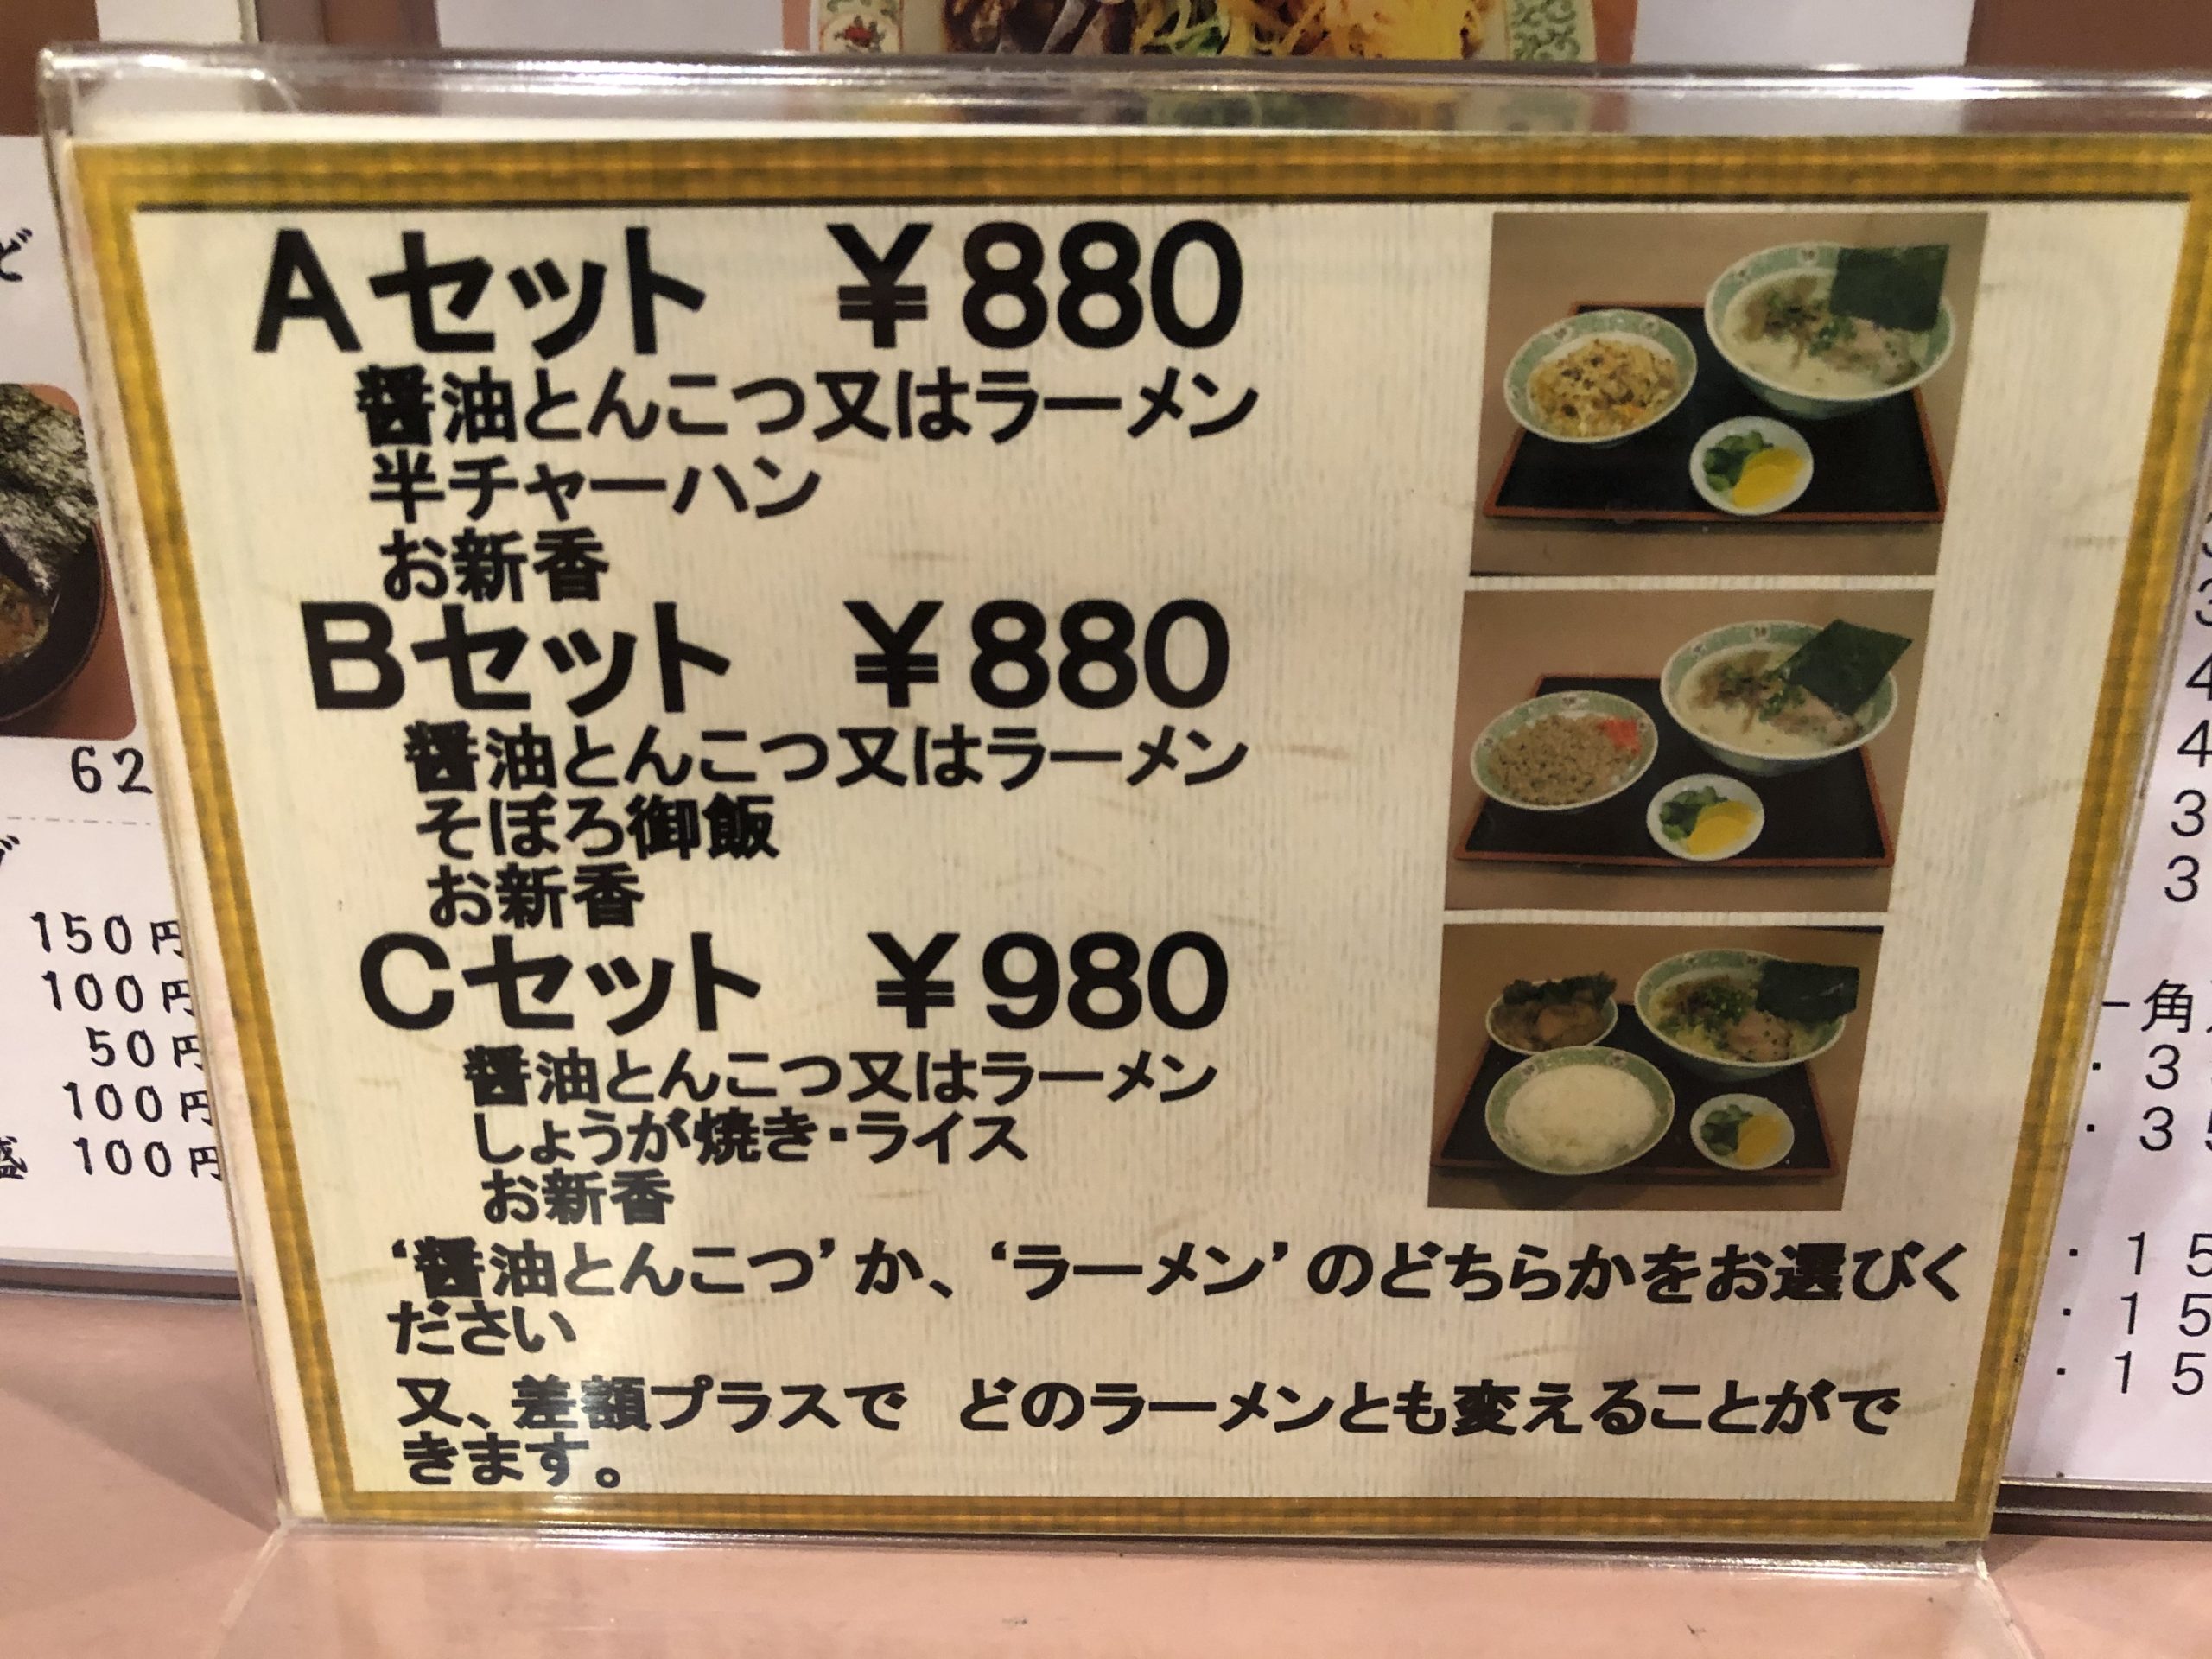 Aセット ￥880
醤油とんこつ又はラーメン
半チャーハン
お新香
Bセット ￥880
醤油とんこつ又はラーメン
そぼろ御飯
お新香
Cセット ￥980
醤油とんこつ又はラーメン
しょうが焼き・ライス
お新香
‘醤油とんこつ’か、‘ラーメン’のどちらかをお選びく
ださい
又、差額プラスで どのラーメンとも変えることがで
きます。
62
150円
100円
50円
100円
盛 100円
ー角